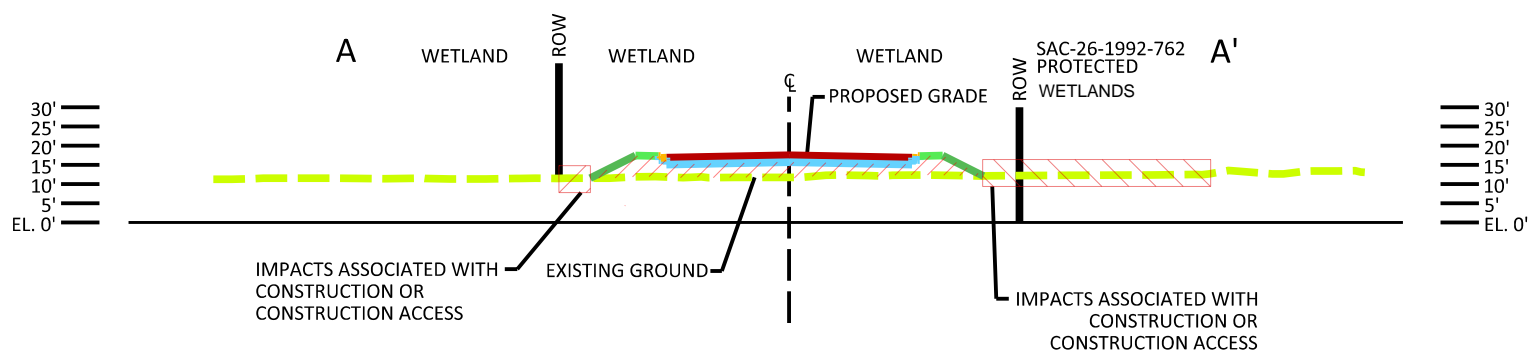 A
WETLAND
ROW
WETLAND
WETLAND
ROW
SAC-26-1992-762
PROTECTED
WETLANDS
A'
℄
PROPOSED GRADE
30'
25'
20'
15'
10'
5'
EL. 0'
30'
25'
20'
15'
10'
5'
EL. 0'
IMPACTS ASSOCIATED WITH
CONSTRUCTION OR
CONSTRUCTION ACCESS
EXISTING GROUND
IMPACTS ASSOCIATED WITH
CONSTRUCTION OR
CONSTRUCTION ACCESS